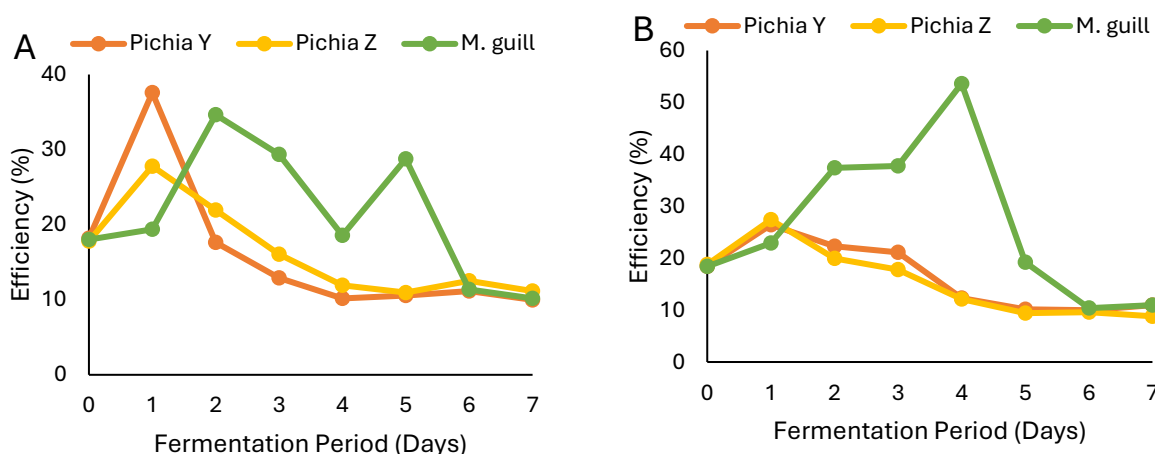 A
Pichia Y Pichia Z M. guill
40
30
20
10
0
Efficiency (%)
0 1 2 3 4 5 6 7
Fermentation Period (Days)
B
Pichia Y Pichia Z M. guill
60
50
40
30
20
10
0
Efficiency (%)
0 1 2 3 4 5 6 7
Fermentation Period (Days)